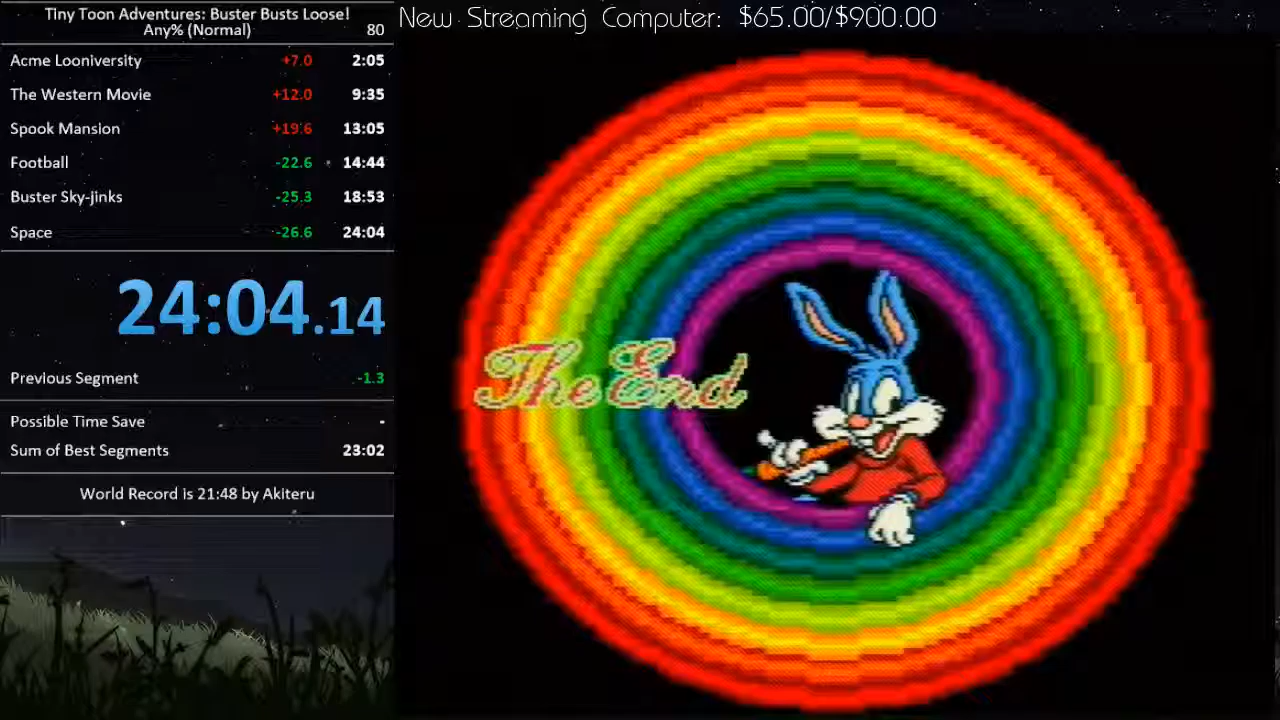 New Streaming Computer: $65.00/$900.00
Tiny Toon Adventures: Buster Busts Loose!
Any% (Normal) 80
Acme Looniversity +7.0 2:05
The Western Movie +12.0 9:35
Spook Mansion +19.6 13:05
Football -22.6 14:44
Buster Sky-jinks -25.3 18:53
Space -26.6 24:04
24:04.14
Previous Segment -1.3
Possible Time Save -
Sum of Best Segments 23:02
World Record is 21:48 by Akiteru
The End